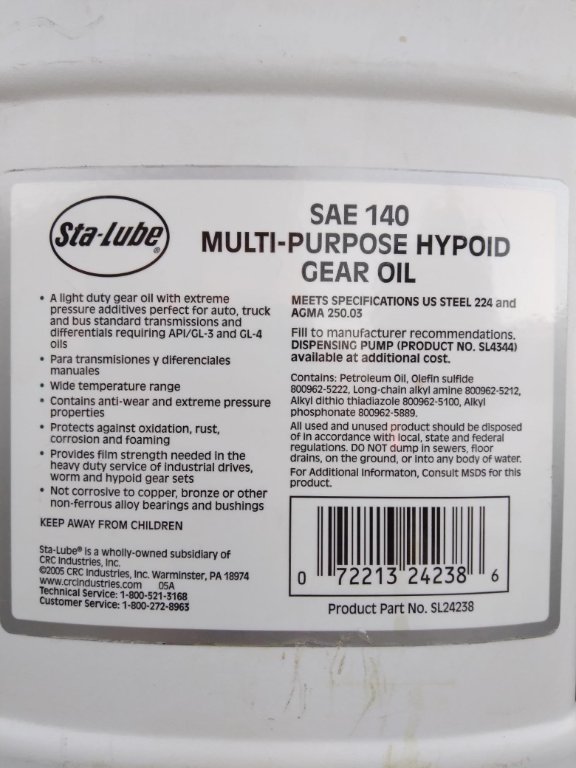 Sta-Lube®
SAE 140
MULTI-PURPOSE HYPOID
GEAR OIL
• A light duty gear oil with extreme
pressure additives perfect for auto, truck
and bus standard transmissions and
differentials requiring API/GL-3 and GL-4
oils
• Para transmisiones y diferenciales
manuales
• Wide temperature range
• Contains anti-wear and extreme pressure
properties
• Protects against oxidation, rust,
corrosion and foaming
• Provides film strength needed in the
heavy duty service of industrial drives,
worm and hypoid gear sets
• Not corrosive to copper, bronze or other
non-ferrous alloy bearings and bushings
KEEP AWAY FROM CHILDREN
Sta-Lube® is a wholly-owned subsidiary of
CRC Industries, Inc.
©2005 CRC Industries, Inc. Warminster, PA 18974
www.crcindustries.com 05A
Technical Service: 1-800-521-3168
Customer Service: 1-800-272-8963
MEETS SPECIFICATIONS US STEEL 224 and
AGMA 250.03
Fill to manufacturer recommendations.
DISPENSING PUMP (PRODUCT NO. SL4344)
available at additional cost.
Contains: Petroleum Oil, Olefin sulfide
800962-5222, Long-chain alkyl amine 800962-5212,
Alkyl dithio thiadiazole 800962-5100, Alkyl
phosphonate 800962-5889.
All used and unused product should be disposed
of in accordance with local, state and federal
regulations. DO NOT dump in sewers, floor
drains, on the ground, or into any body of water.
For Additional Informaton, Consult MSDS for this
product.
0 72213 24238 6
Product Part No. SL24238